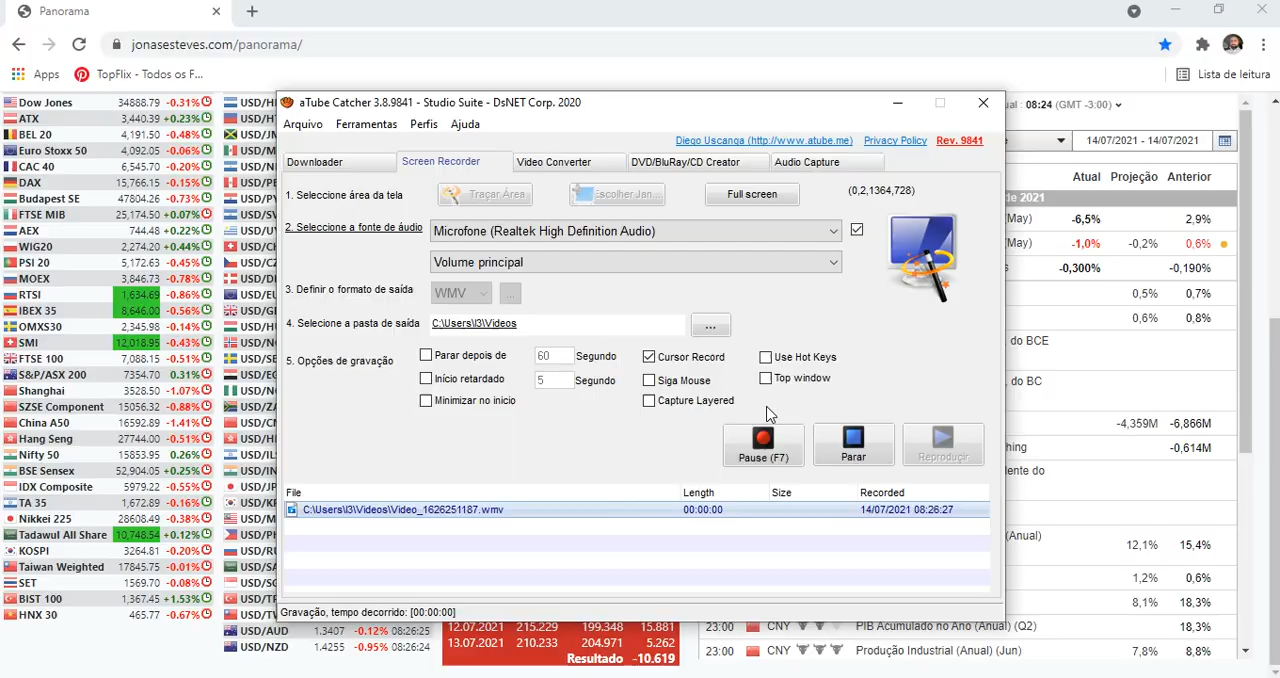 Panorama
jonasesteves.com/panorama/
Apps TopFlix - Todos os F...
Lista de leitura
Dow Jones 34888.79 -0.31%
ATX 3,440.39 +0.23%
BEL 20 4,191.50 -0.48%
Euro Stoxx 50 4,092.05 -0.06%
CAC 40 6,545.70 -0.20%
DAX 15,766.15 -0.15%
Budapest SE 47804.26 -0.73%
FTSE MIB 25,174.50 +0.07%
AEX 744.48 +0.22%
WIG20 2,274.20 +0.44%
PSI 20 5,172.63 -0.45%
MOEX 3,846.73 -0.78%
RTSI 1,634.69 -0.86%
IBEX 35 8,646.00 -0.56%
OMXS30 2,345.98 -0.14%
SMI 12,018.95 -0.43%
FTSE 100 7,088.15 -0.51%
S&P/ASX 200 7354.70 0.31%
Shanghai 3528.50 -1.07%
SZSE Component 15056.32 -0.88%
China A50 16592.89 -1.41%
Hang Seng 27744.00 -0.51%
Nifty 50 15853.95 0.26%
BSE Sensex 52,904.05 +0.25%
IDX Composite 5979.22 -0.55%
TA 35 1,672.89 -0.16%
Nikkei 225 28608.49 -0.38%
Tadawul All Share 10,748.54 +0.12%
KOSPI 3264.81 -0.20%
Taiwan Weighted 17845.75 -0.01%
SET 1569.70 -0.08%
BIST 100 1,367.45 +1.53%
HNX 30 465.77 -0.67%
USD/AUD 1.3407 -0.12% 08:26:25
USD/NZD 1.4255 -0.95% 08:26:24
aTube Catcher 3.8.9841 - Studio Suite - DsNET Corp. 2020
Arquivo Ferramentas Perfis Ajuda
Diego Uscanga (http://www.atube.me) Privacy Policy Rev. 9841
Downloader Screen Recorder Video Converter DVD/BluRay/CD Creator Audio Capture
1. Seleccione área da tela Traçar Área Escolher Jan... Full screen (0,2,1364,728)
2. Seleccione a fonte de áudio Microfone (Realtek High Definition Audio)
Volume principal
3. Definir o formato de saída WMV ...
4. Selecione a pasta de saída C:\Users\l3\Videos ...
5. Opções de gravação Parar depois de 60 Segundo Cursor Record Use Hot Keys
Início retardado 5 Segundo Siga Mouse Top window
Minimizar no inicio Capture Layered
Pause (F7) Parar Reproduçir
File Length Size Recorded
C:\Users\l3\Videos\Video_1626251187.wmv 00:00:00 14/07/2021 08:26:27
Gravação, tempo decorrido: [00:00:00]
12.07.2021 215.229 199.348 15.881
13.07.2021 210.233 204.971 5.262
Resultado -10.619
08:24 (GMT -3:00)
14/07/2021 - 14/07/2021
Atual Projeção Anterior
de 2021
(May) -6,5% 2,9%
(May) -1,0% -0,2% 0,6%
-0,300% -0,190%
0,5% 0,7%
0,6% 0,8%
do BCE
do BC
-4,359M -6,866M
-0,614M
(Anual)
12,1% 15,4%
1,2% 0,6%
8,1% 18,3%
23:00 CNY PIB Acumulado no Ano (Anual) (Q2) 18,3%
23:00 CNY Produção Industrial (Anual) (Jun) 7,8% 8,8%